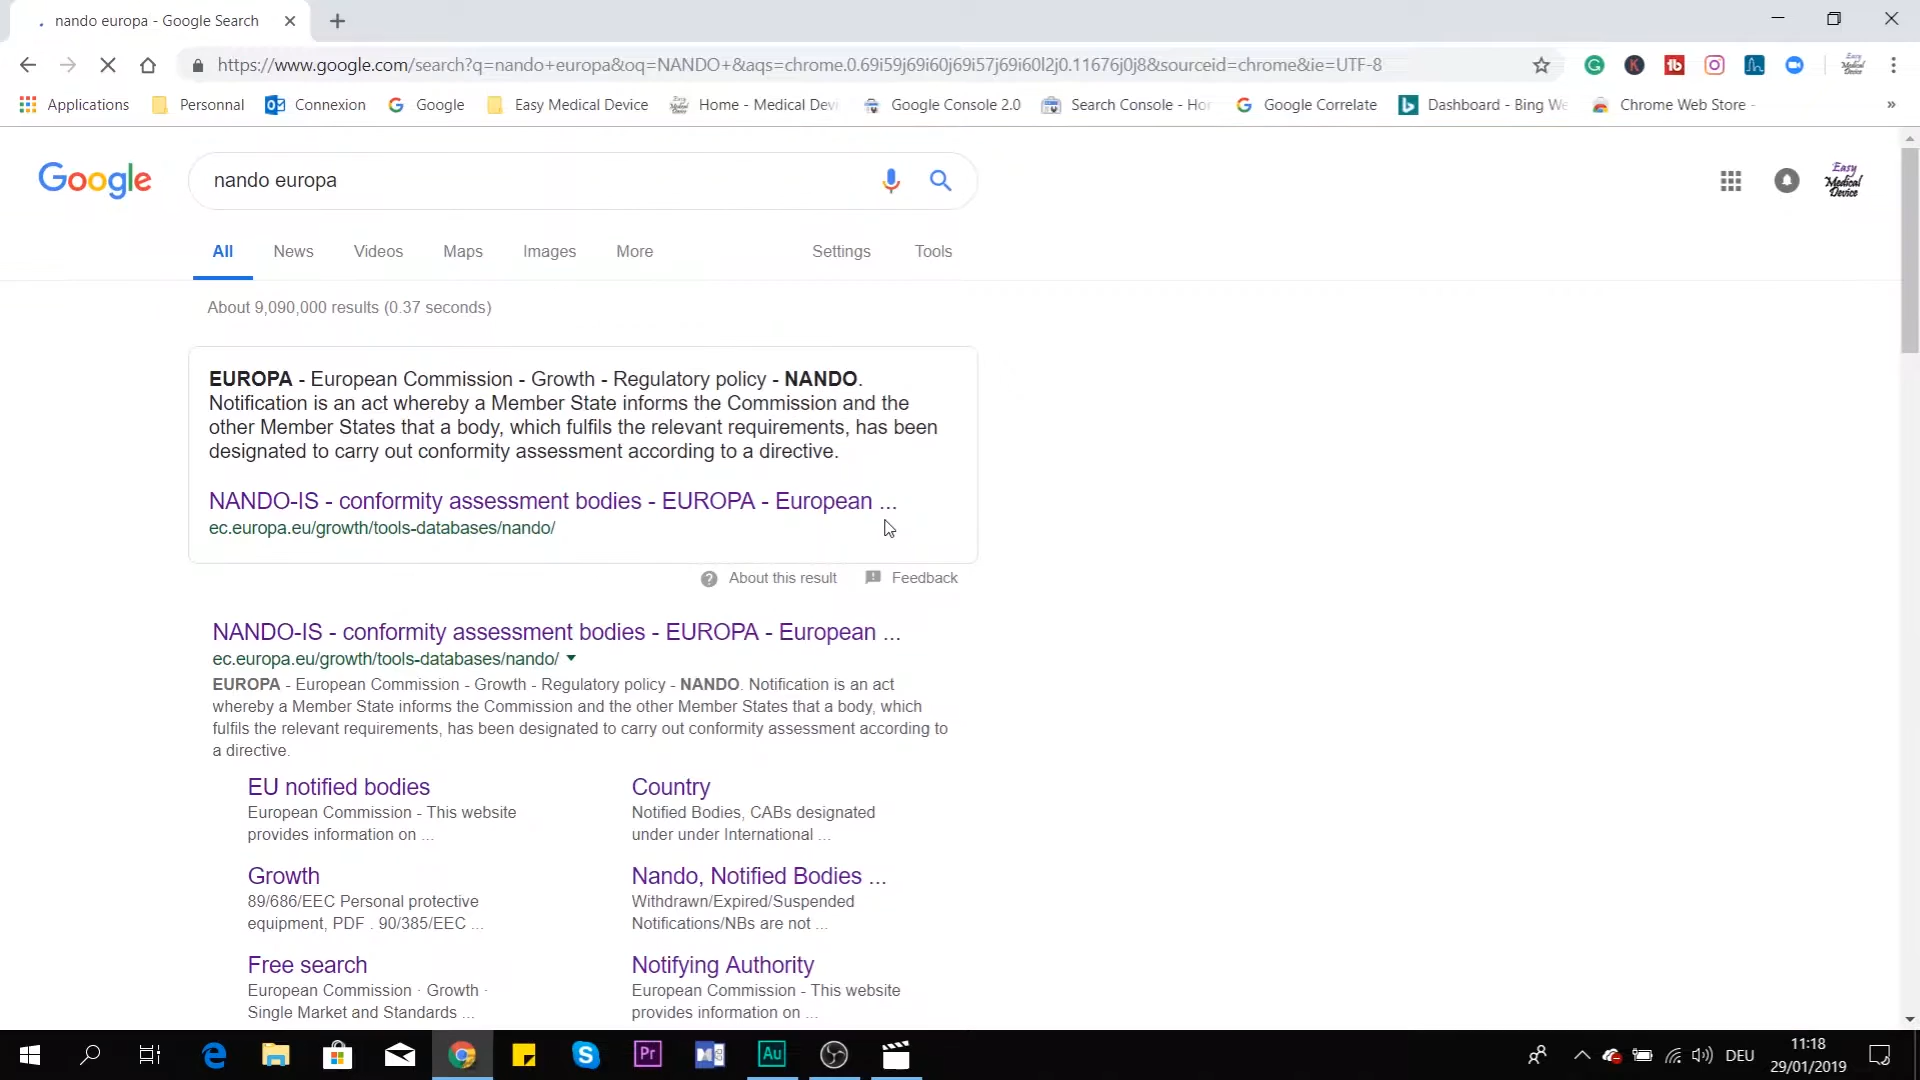 nando europa - Google Search
https://www.google.com/search?q=nando+europa&oq=NANDO+&aqs=chrome.0.69i59j69i60j69i57j69i60l2j0.11676j0j8&sourceid=chrome&ie=UTF-8
Applications Personnal Connexion Google Easy Medical Device Home - Medical Devi Google Console 2.0 Search Console - Hor Google Correlate Dashboard - Bing We Chrome Web Store -
Google
nando europa
Easy Medical Device
All News Videos Maps Images More Settings Tools
About 9,090,000 results (0.37 seconds)
EUROPA - European Commission - Growth - Regulatory policy - NANDO.
Notification is an act whereby a Member State informs the Commission and the
other Member States that a body, which fulfils the relevant requirements, has been
designated to carry out conformity assessment according to a directive.
NANDO-IS - conformity assessment bodies - EUROPA - European ...
ec.europa.eu/growth/tools-databases/nando/
About this result Feedback
NANDO-IS - conformity assessment bodies - EUROPA - European ...
ec.europa.eu/growth/tools-databases/nando/
EUROPA - European Commission - Growth - Regulatory policy - NANDO. Notification is an act
whereby a Member State informs the Commission and the other Member States that a body, which
fulfils the relevant requirements, has been designated to carry out conformity assessment according to
a directive.
EU notified bodies
European Commission - This website
provides information on ...
Country
Notified Bodies, CABs designated
under under International ...
Growth
89/686/EEC Personal protective
equipment, PDF . 90/385/EEC ...
Nando, Notified Bodies ...
Withdrawn/Expired/Suspended
Notifications/NBs are not ...
Free search
European Commission · Growth ·
Single Market and Standards ...
Notifying Authority
European Commission - This website
provides information on ...
Pr Au DEU
11:18
29/01/2019